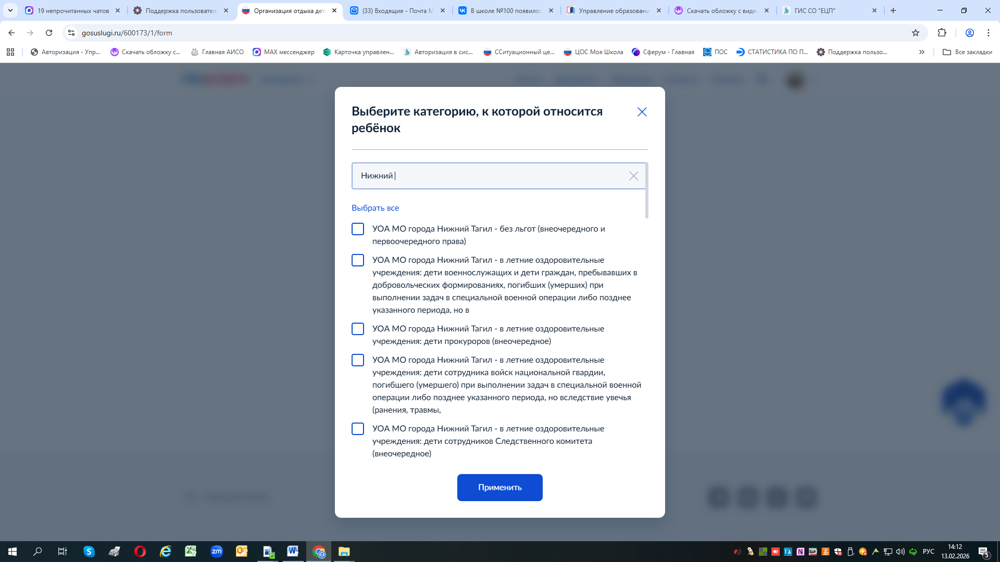 19 непрочитанных чатов
Поддержка пользовател
Организация отдыха дет
(33) Входящие - Почта M
В школе №100 появилос
Управление образовани
Скачать обложку с виде
ГИС СО "ЕЦП"
gosuslugi.ru/600173/1/form
Авторизация - Упр...
Скачать обложку с...
Главная АИСО
MAX мессенджер
Карточка управлен...
Авторизация в сис...
ССитуационный це...
ЦОС Моя Школа
Сферум - Главная
ПОС
СТАТИСТИКА ПО П...
Поддержка пользо...
Все закладки
Выберите категорию, к которой относится
ребёнок
Нижний
Выбрать все
УОА МО города Нижний Тагил - без льгот (внеочередного и
первоочередного права)
УОА МО города Нижний Тагил - в летние оздоровительные
учреждения: дети военнослужащих и дети граждан, пребывавших в
добровольческих формированиях, погибших (умерших) при
выполнении задач в специальной военной операции либо позднее
указанного периода, но в
УОА МО города Нижний Тагил - в летние оздоровительные
учреждения: дети прокуроров (внеочередное)
УОА МО города Нижний Тагил - в летние оздоровительные
учреждения: дети сотрудника войск национальной гвардии,
погибшего (умершего) при выполнении задач в специальной военной
операции либо позднее указанного периода, но вследствие увечья
(ранения, травмы,
УОА МО города Нижний Тагил - в летние оздоровительные
учреждения: дети сотрудников Следственного комитета
(внеочередное)
Применить
zm
РУС
14:12
13.02.2026
5